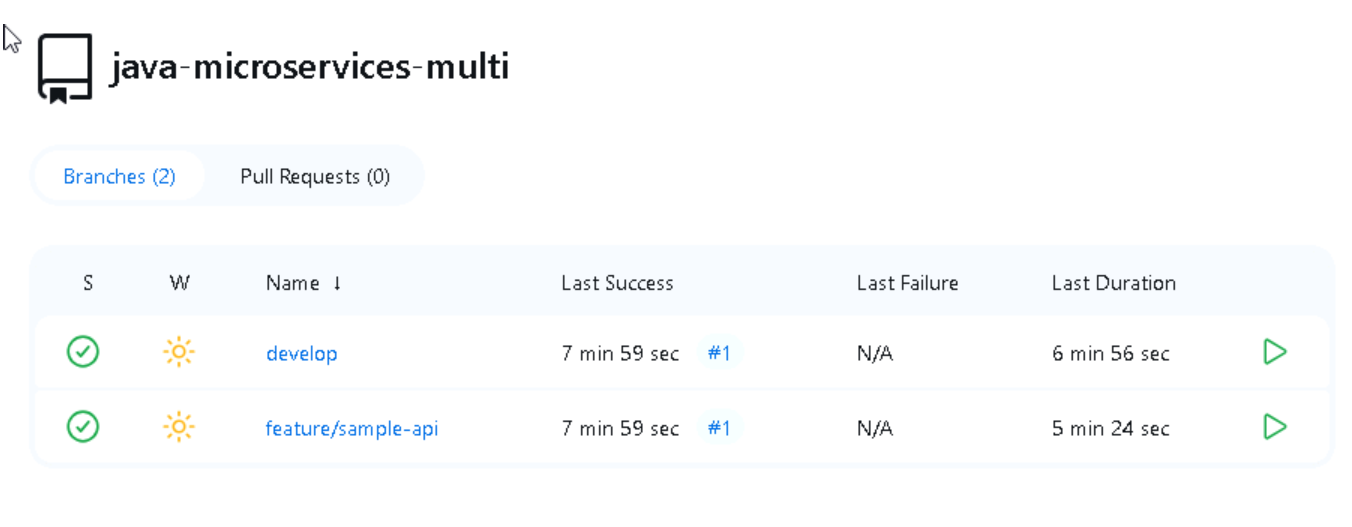 java-microservices-multi
Branches (2) Pull Requests (0)
S W Name ↓ Last Success Last Failure Last Duration
develop 7 min 59 sec #1 N/A 6 min 56 sec
feature/sample-api 7 min 59 sec #1 N/A 5 min 24 sec